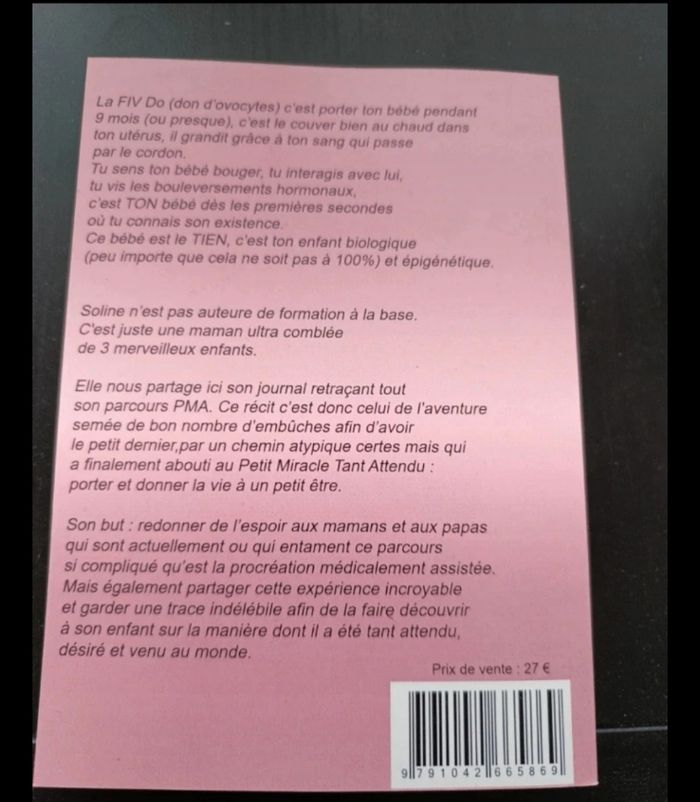 La FIV Do (don d'ovocytes) c'est porter ton bébé pendant
9 mois (ou presque), c'est le couver bien au chaud dans
ton utérus, il grandit grâce à ton sang qui passe
par le cordon.
Tu sens ton bébé bouger, tu interagis avec lui,
tu vis les bouleversements hormonaux,
c'est TON bébé dès les premières secondes
où tu connais son existence.
Ce bébé est le TIEN, c'est ton enfant biologique
(peu importe que cela ne soit pas à 100%) et épigénétique.
Soline n'est pas auteure de formation à la base.
C'est juste une maman ultra comblée
de 3 merveilleux enfants.
Elle nous partage ici son journal retraçant tout
son parcours PMA. Ce récit c'est donc celui de l'aventure
semée de bon nombre d'embûches afin d'avoir
le petit dernier,par un chemin atypique certes mais qui
a finalement abouti au Petit Miracle Tant Attendu :
porter et donner la vie à un petit être.
Son but : redonner de l'espoir aux mamans et aux papas
qui sont actuellement ou qui entament ce parcours
si compliqué qu'est la procréation médicalement assistée.
Mais également partager cette expérience incroyable
et garder une trace indélébile afin de la faire découvrir
à son enfant sur la manière dont il a été tant attendu,
désiré et venu au monde.
Prix de vente : 27 €
9 791042 665869